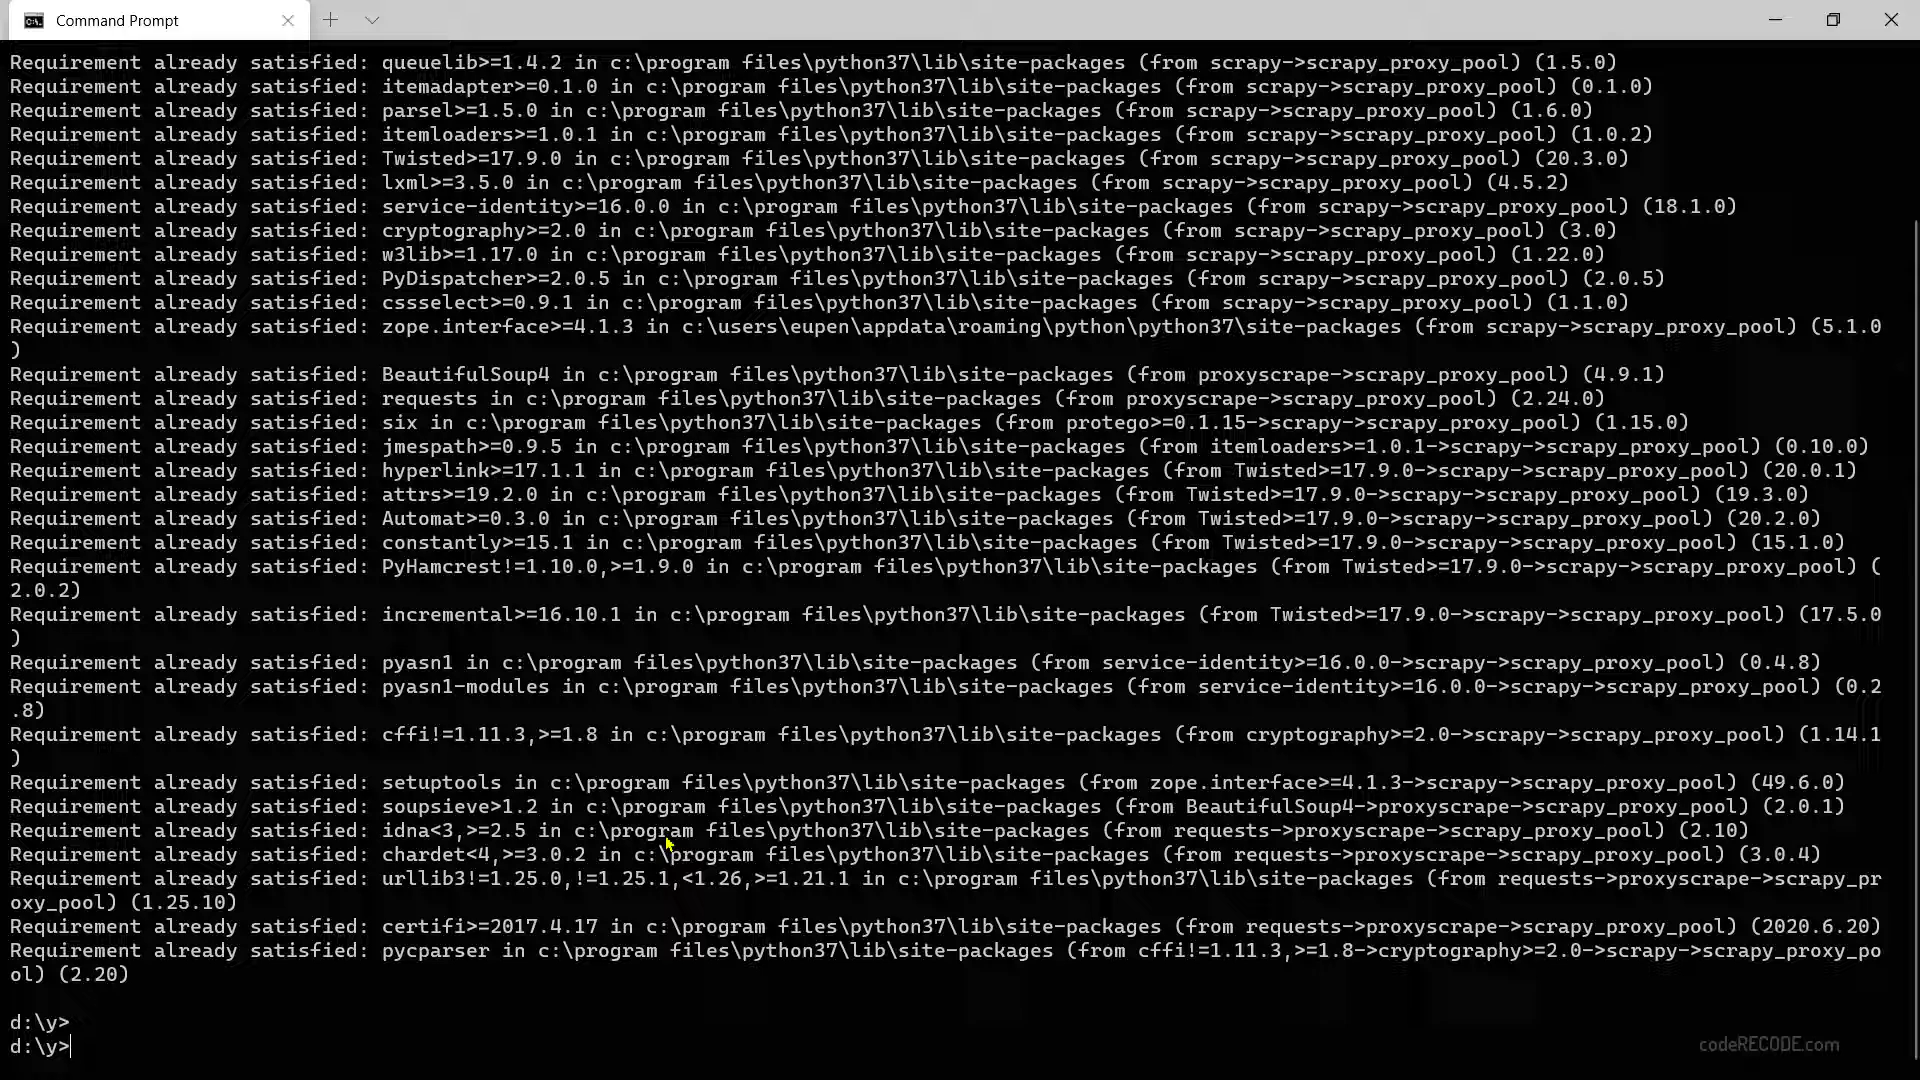 Command Prompt
Requirement already satisfied: queuelib>=1.4.2 in c:\program files\python37\lib\site-packages (from scrapy->scrapy_proxy_pool) (1.5.0)
Requirement already satisfied: itemadapter>=0.1.0 in c:\program files\python37\lib\site-packages (from scrapy->scrapy_proxy_pool) (0.1.0)
Requirement already satisfied: parsel>=1.5.0 in c:\program files\python37\lib\site-packages (from scrapy->scrapy_proxy_pool) (1.6.0)
Requirement already satisfied: itemloaders>=1.0.1 in c:\program files\python37\lib\site-packages (from scrapy->scrapy_proxy_pool) (1.0.2)
Requirement already satisfied: Twisted>=17.9.0 in c:\program files\python37\lib\site-packages (from scrapy->scrapy_proxy_pool) (20.3.0)
Requirement already satisfied: lxml>=3.5.0 in c:\program files\python37\lib\site-packages (from scrapy->scrapy_proxy_pool) (4.5.2)
Requirement already satisfied: service-identity>=16.0.0 in c:\program files\python37\lib\site-packages (from scrapy->scrapy_proxy_pool) (18.1.0)
Requirement already satisfied: cryptography>=2.0 in c:\program files\python37\lib\site-packages (from scrapy->scrapy_proxy_pool) (3.0)
Requirement already satisfied: w3lib>=1.17.0 in c:\program files\python37\lib\site-packages (from scrapy->scrapy_proxy_pool) (1.22.0)
Requirement already satisfied: PyDispatcher>=2.0.5 in c:\program files\python37\lib\site-packages (from scrapy->scrapy_proxy_pool) (2.0.5)
Requirement already satisfied: cssselect>=0.9.1 in c:\program files\python37\lib\site-packages (from scrapy->scrapy_proxy_pool) (1.1.0)
Requirement already satisfied: zope.interface>=4.1.3 in c:\users\eupen\appdata\roaming\python\python37\site-packages (from scrapy->scrapy_proxy_pool) (5.1.0
)
Requirement already satisfied: BeautifulSoup4 in c:\program files\python37\lib\site-packages (from proxyscrape->scrapy_proxy_pool) (4.9.1)
Requirement already satisfied: requests in c:\program files\python37\lib\site-packages (from proxyscrape->scrapy_proxy_pool) (2.24.0)
Requirement already satisfied: six in c:\program files\python37\lib\site-packages (from protego>=0.1.15->scrapy->scrapy_proxy_pool) (1.15.0)
Requirement already satisfied: jmespath>=0.9.5 in c:\program files\python37\lib\site-packages (from itemloaders>=1.0.1->scrapy->scrapy_proxy_pool) (0.10.0)
Requirement already satisfied: hyperlink>=17.1.1 in c:\program files\python37\lib\site-packages (from Twisted>=17.9.0->scrapy->scrapy_proxy_pool) (20.0.1)
Requirement already satisfied: attrs>=19.2.0 in c:\program files\python37\lib\site-packages (from Twisted>=17.9.0->scrapy->scrapy_proxy_pool) (19.3.0)
Requirement already satisfied: Automat>=0.3.0 in c:\program files\python37\lib\site-packages (from Twisted>=17.9.0->scrapy->scrapy_proxy_pool) (20.2.0)
Requirement already satisfied: constantly>=15.1 in c:\program files\python37\lib\site-packages (from Twisted>=17.9.0->scrapy->scrapy_proxy_pool) (15.1.0)
Requirement already satisfied: PyHamcrest!=1.10.0,>=1.9.0 in c:\program files\python37\lib\site-packages (from Twisted>=17.9.0->scrapy->scrapy_proxy_pool) (
2.0.2)
Requirement already satisfied: incremental>=16.10.1 in c:\program files\python37\lib\site-packages (from Twisted>=17.9.0->scrapy->scrapy_proxy_pool) (17.5.0
)
Requirement already satisfied: pyasn1 in c:\program files\python37\lib\site-packages (from service-identity>=16.0.0->scrapy->scrapy_proxy_pool) (0.4.8)
Requirement already satisfied: pyasn1-modules in c:\program files\python37\lib\site-packages (from service-identity>=16.0.0->scrapy->scrapy_proxy_pool) (0.2
.8)
Requirement already satisfied: cffi!=1.11.3,>=1.8 in c:\program files\python37\lib\site-packages (from cryptography>=2.0->scrapy->scrapy_proxy_pool) (1.14.1
)
Requirement already satisfied: setuptools in c:\program files\python37\lib\site-packages (from zope.interface>=4.1.3->scrapy->scrapy_proxy_pool) (49.6.0)
Requirement already satisfied: soupsieve>1.2 in c:\program files\python37\lib\site-packages (from BeautifulSoup4->proxyscrape->scrapy_proxy_pool) (2.0.1)
Requirement already satisfied: idna<3,>=2.5 in c:\program files\python37\lib\site-packages (from requests->proxyscrape->scrapy_proxy_pool) (2.10)
Requirement already satisfied: chardet<4,>=3.0.2 in c:\program files\python37\lib\site-packages (from requests->proxyscrape->scrapy_proxy_pool) (3.0.4)
Requirement already satisfied: urllib3!=1.25.0,!=1.25.1,<1.26,>=1.21.1 in c:\program files\python37\lib\site-packages (from requests->proxyscrape->scrapy_pr
oxy_pool) (1.25.10)
Requirement already satisfied: certifi>=2017.4.17 in c:\program files\python37\lib\site-packages (from requests->proxyscrape->scrapy_proxy_pool) (2020.6.20)
Requirement already satisfied: pycparser in c:\program files\python37\lib\site-packages (from cffi!=1.11.3,>=1.8->cryptography>=2.0->scrapy->scrapy_proxy_po
ol) (2.20)
d:\y>
d:\y>
codeRECODE.com